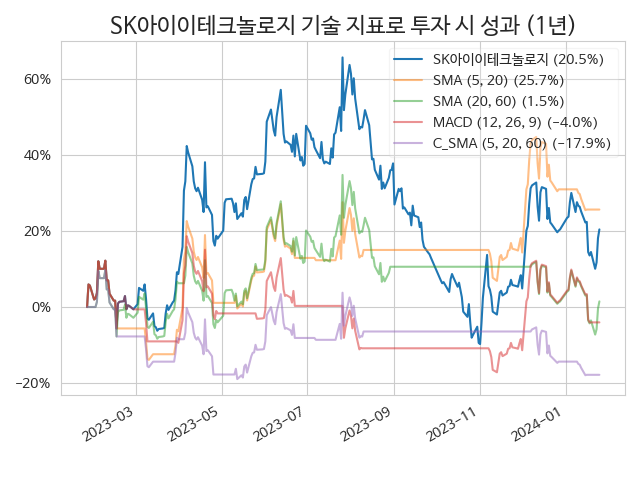 SK아이이테크놀로지 기술 지표로 투자 시 성과 (1년)
SK아이이테크놀로지 (20.5%)
SMA (5, 20) (25.7%)
SMA (20, 60) (1.5%)
MACD (12, 26, 9) (−4.0%)
C_SMA (5, 20, 60) (−17.9%)
60%
40%
20%
0%
−20%
2023−03
2023−05
2023−07
2023−09
2023−11
2024−01